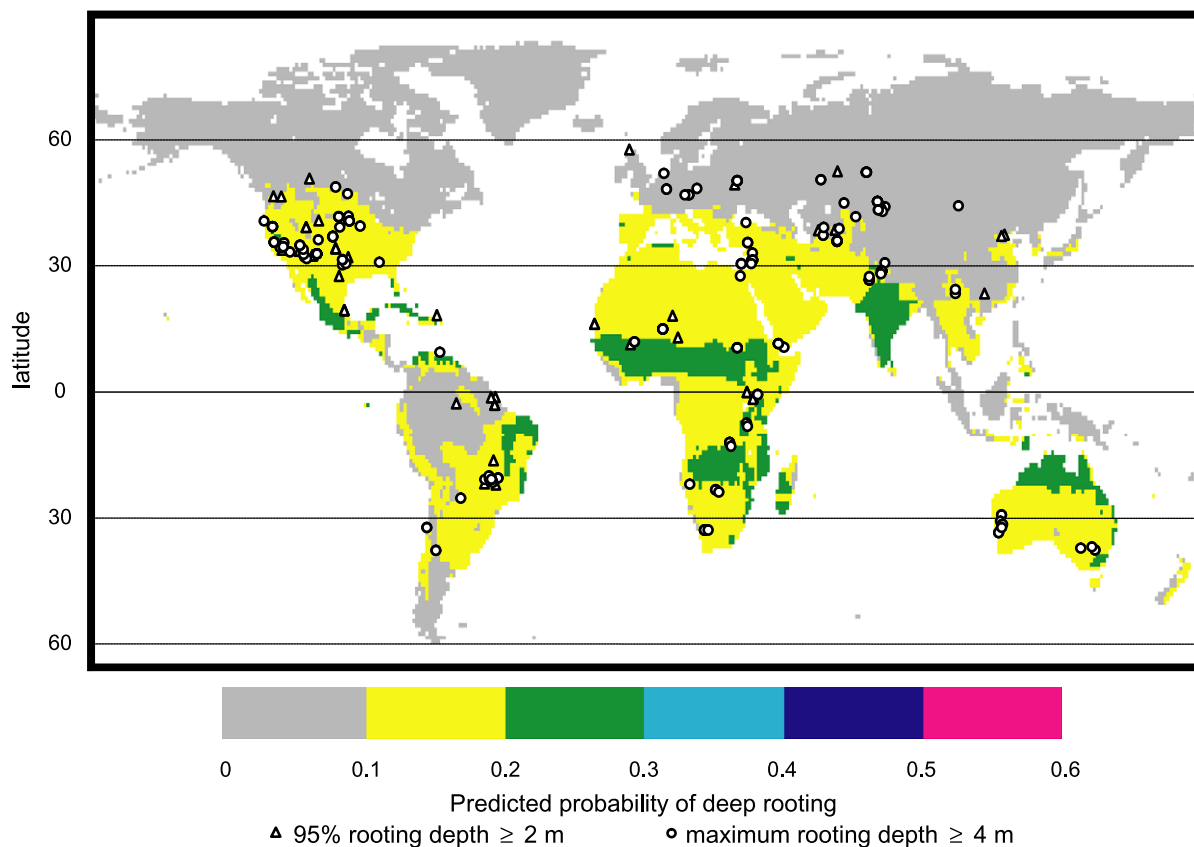 60
30
0
30
60
latitude
0 0.1 0.2 0.3 0.4 0.5 0.6
Predicted probability of deep rooting
95% rooting depth ≥ 2 m
maximum rooting depth ≥ 4 m